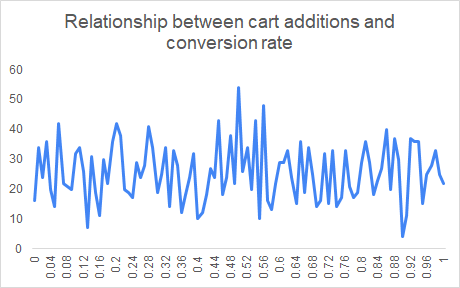 Relationship between cart additions and
conversion rate
60
50
40
30
20
10
0
0 0.04 0.08 0.12 0.16 0.2 0.24 0.28 0.32 0.36 0.4 0.44 0.48 0.52 0.56 0.6 0.64 0.68 0.72 0.76 0.8 0.84 0.88 0.92 0.96 1